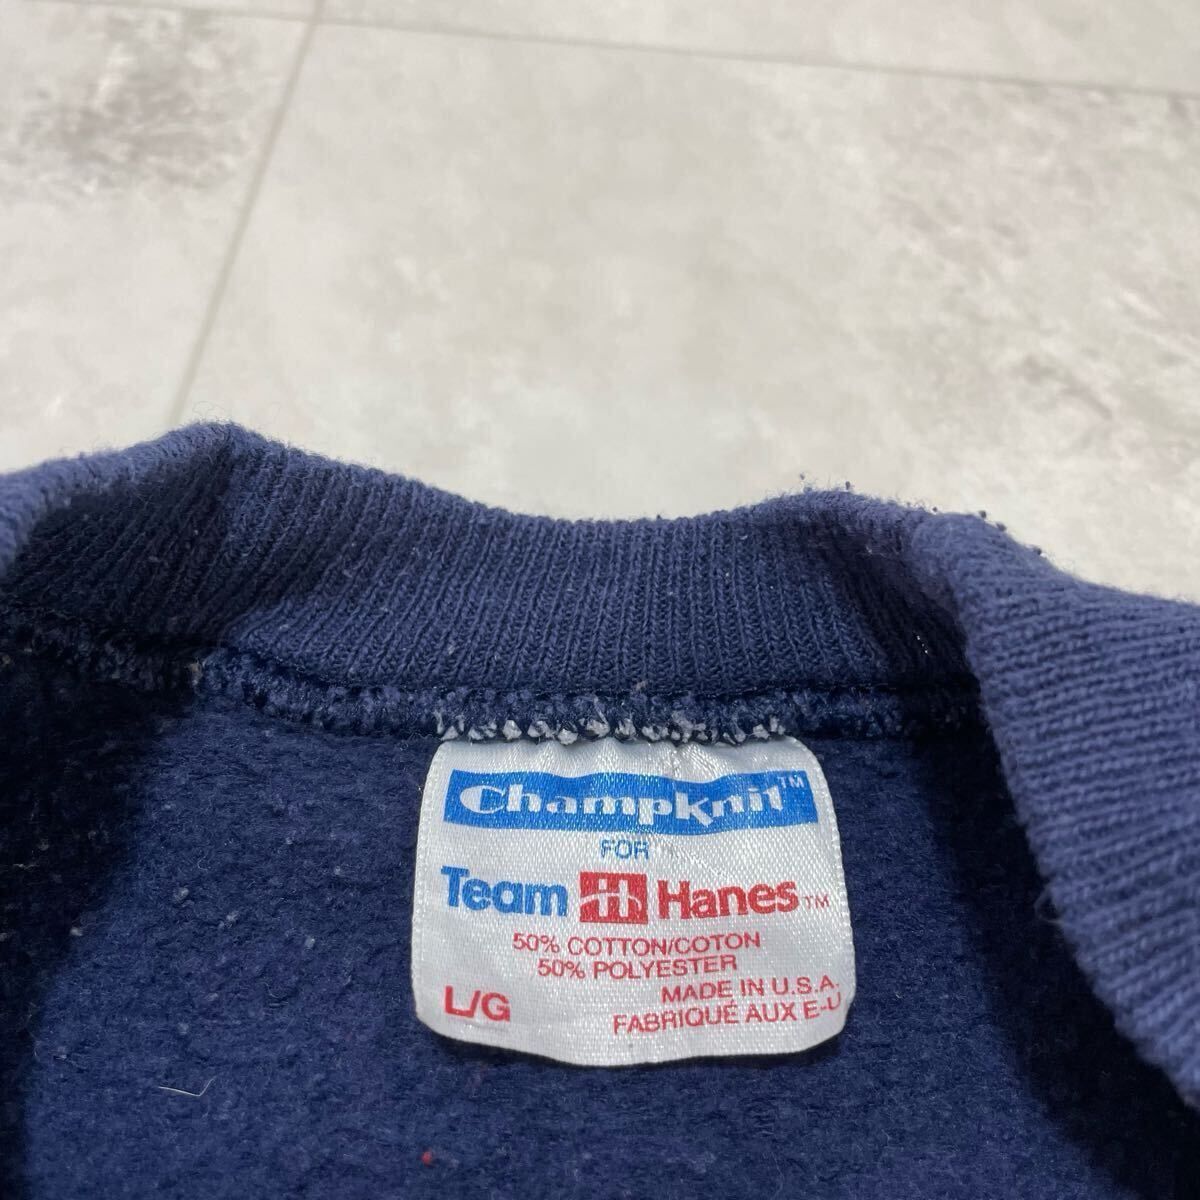 Champknit™
FOR
Team H Hanes™
50% COTTON/COTON
50% POLYESTER
L/G
MADE IN U.S.A.
FABRIQUÉ AUX E-U